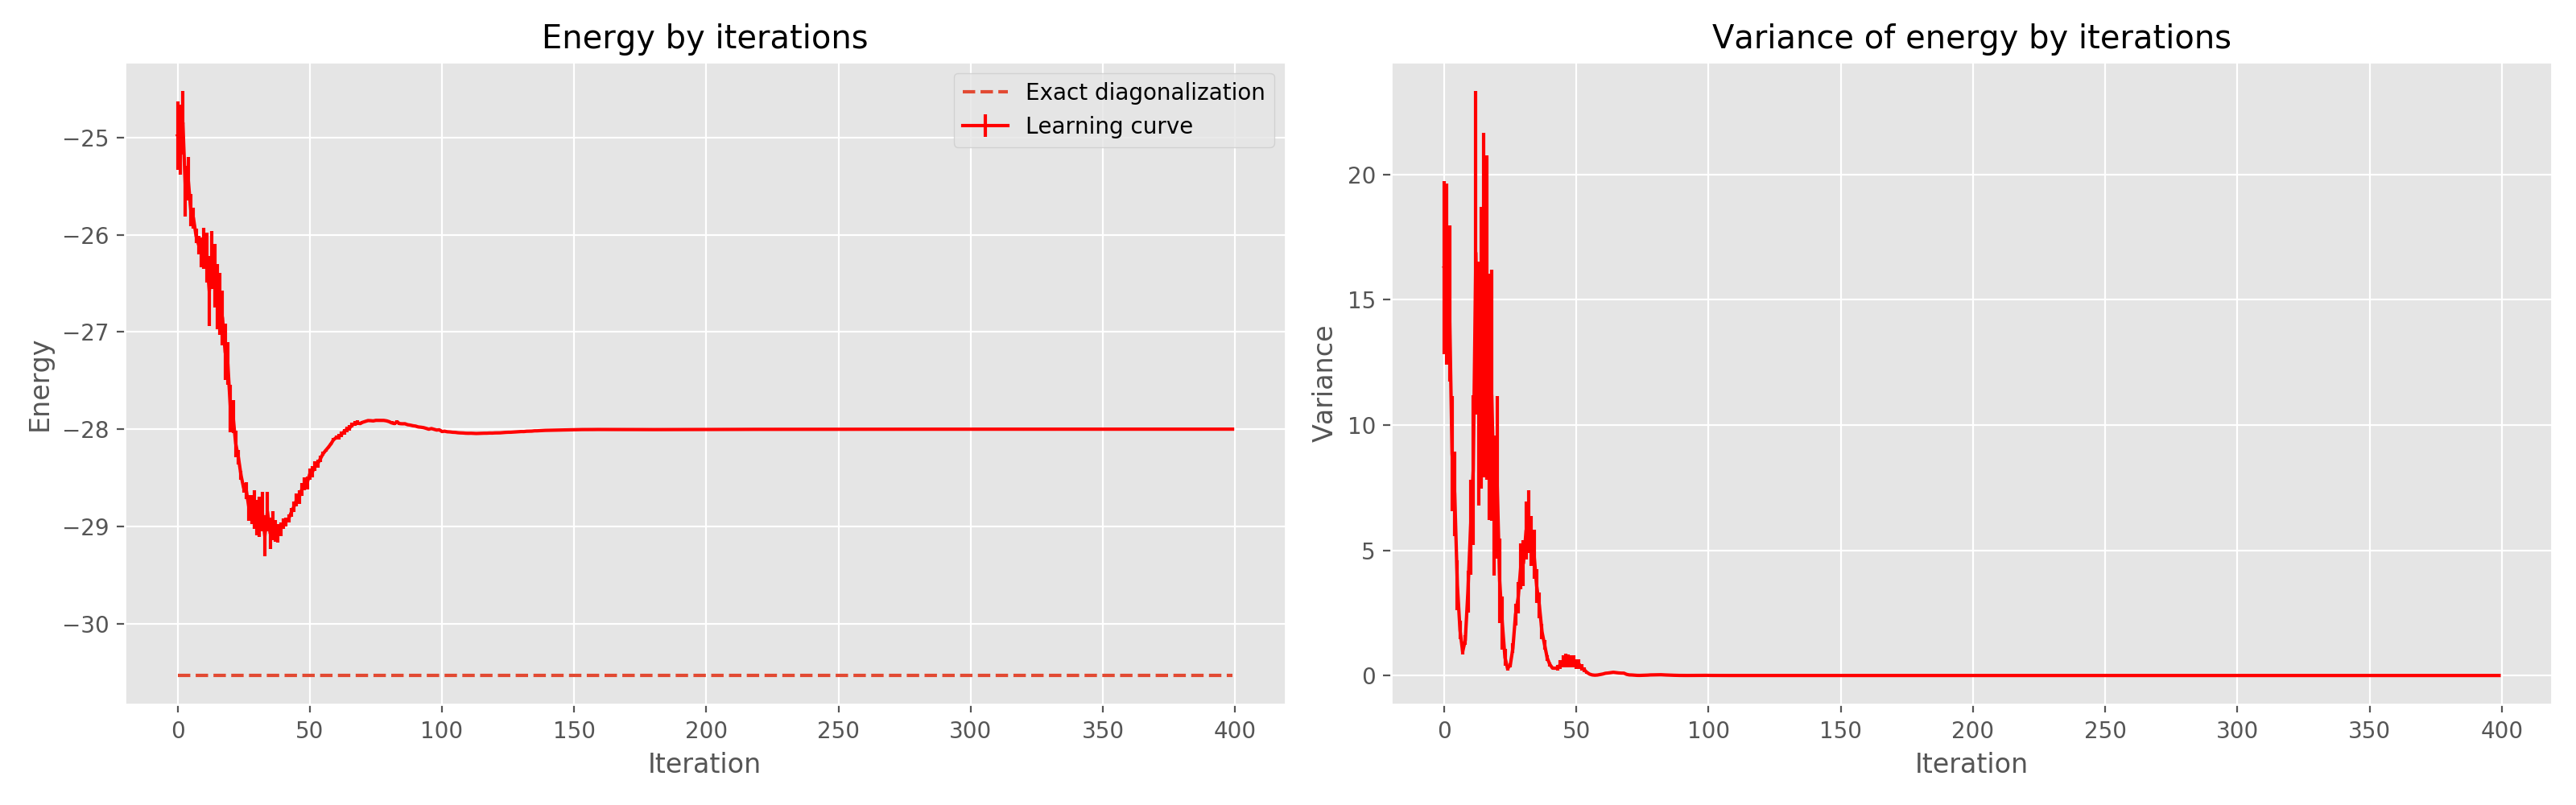 Energy by iterations
Exact diagonalization
Learning curve
Energy
−25
−26
−27
−28
−29
−30
0 50 100 150 200 250 300 350 400
Iteration
Variance of energy by iterations
Variance
20
15
10
5
0
0 50 100 150 200 250 300 350 400
Iteration